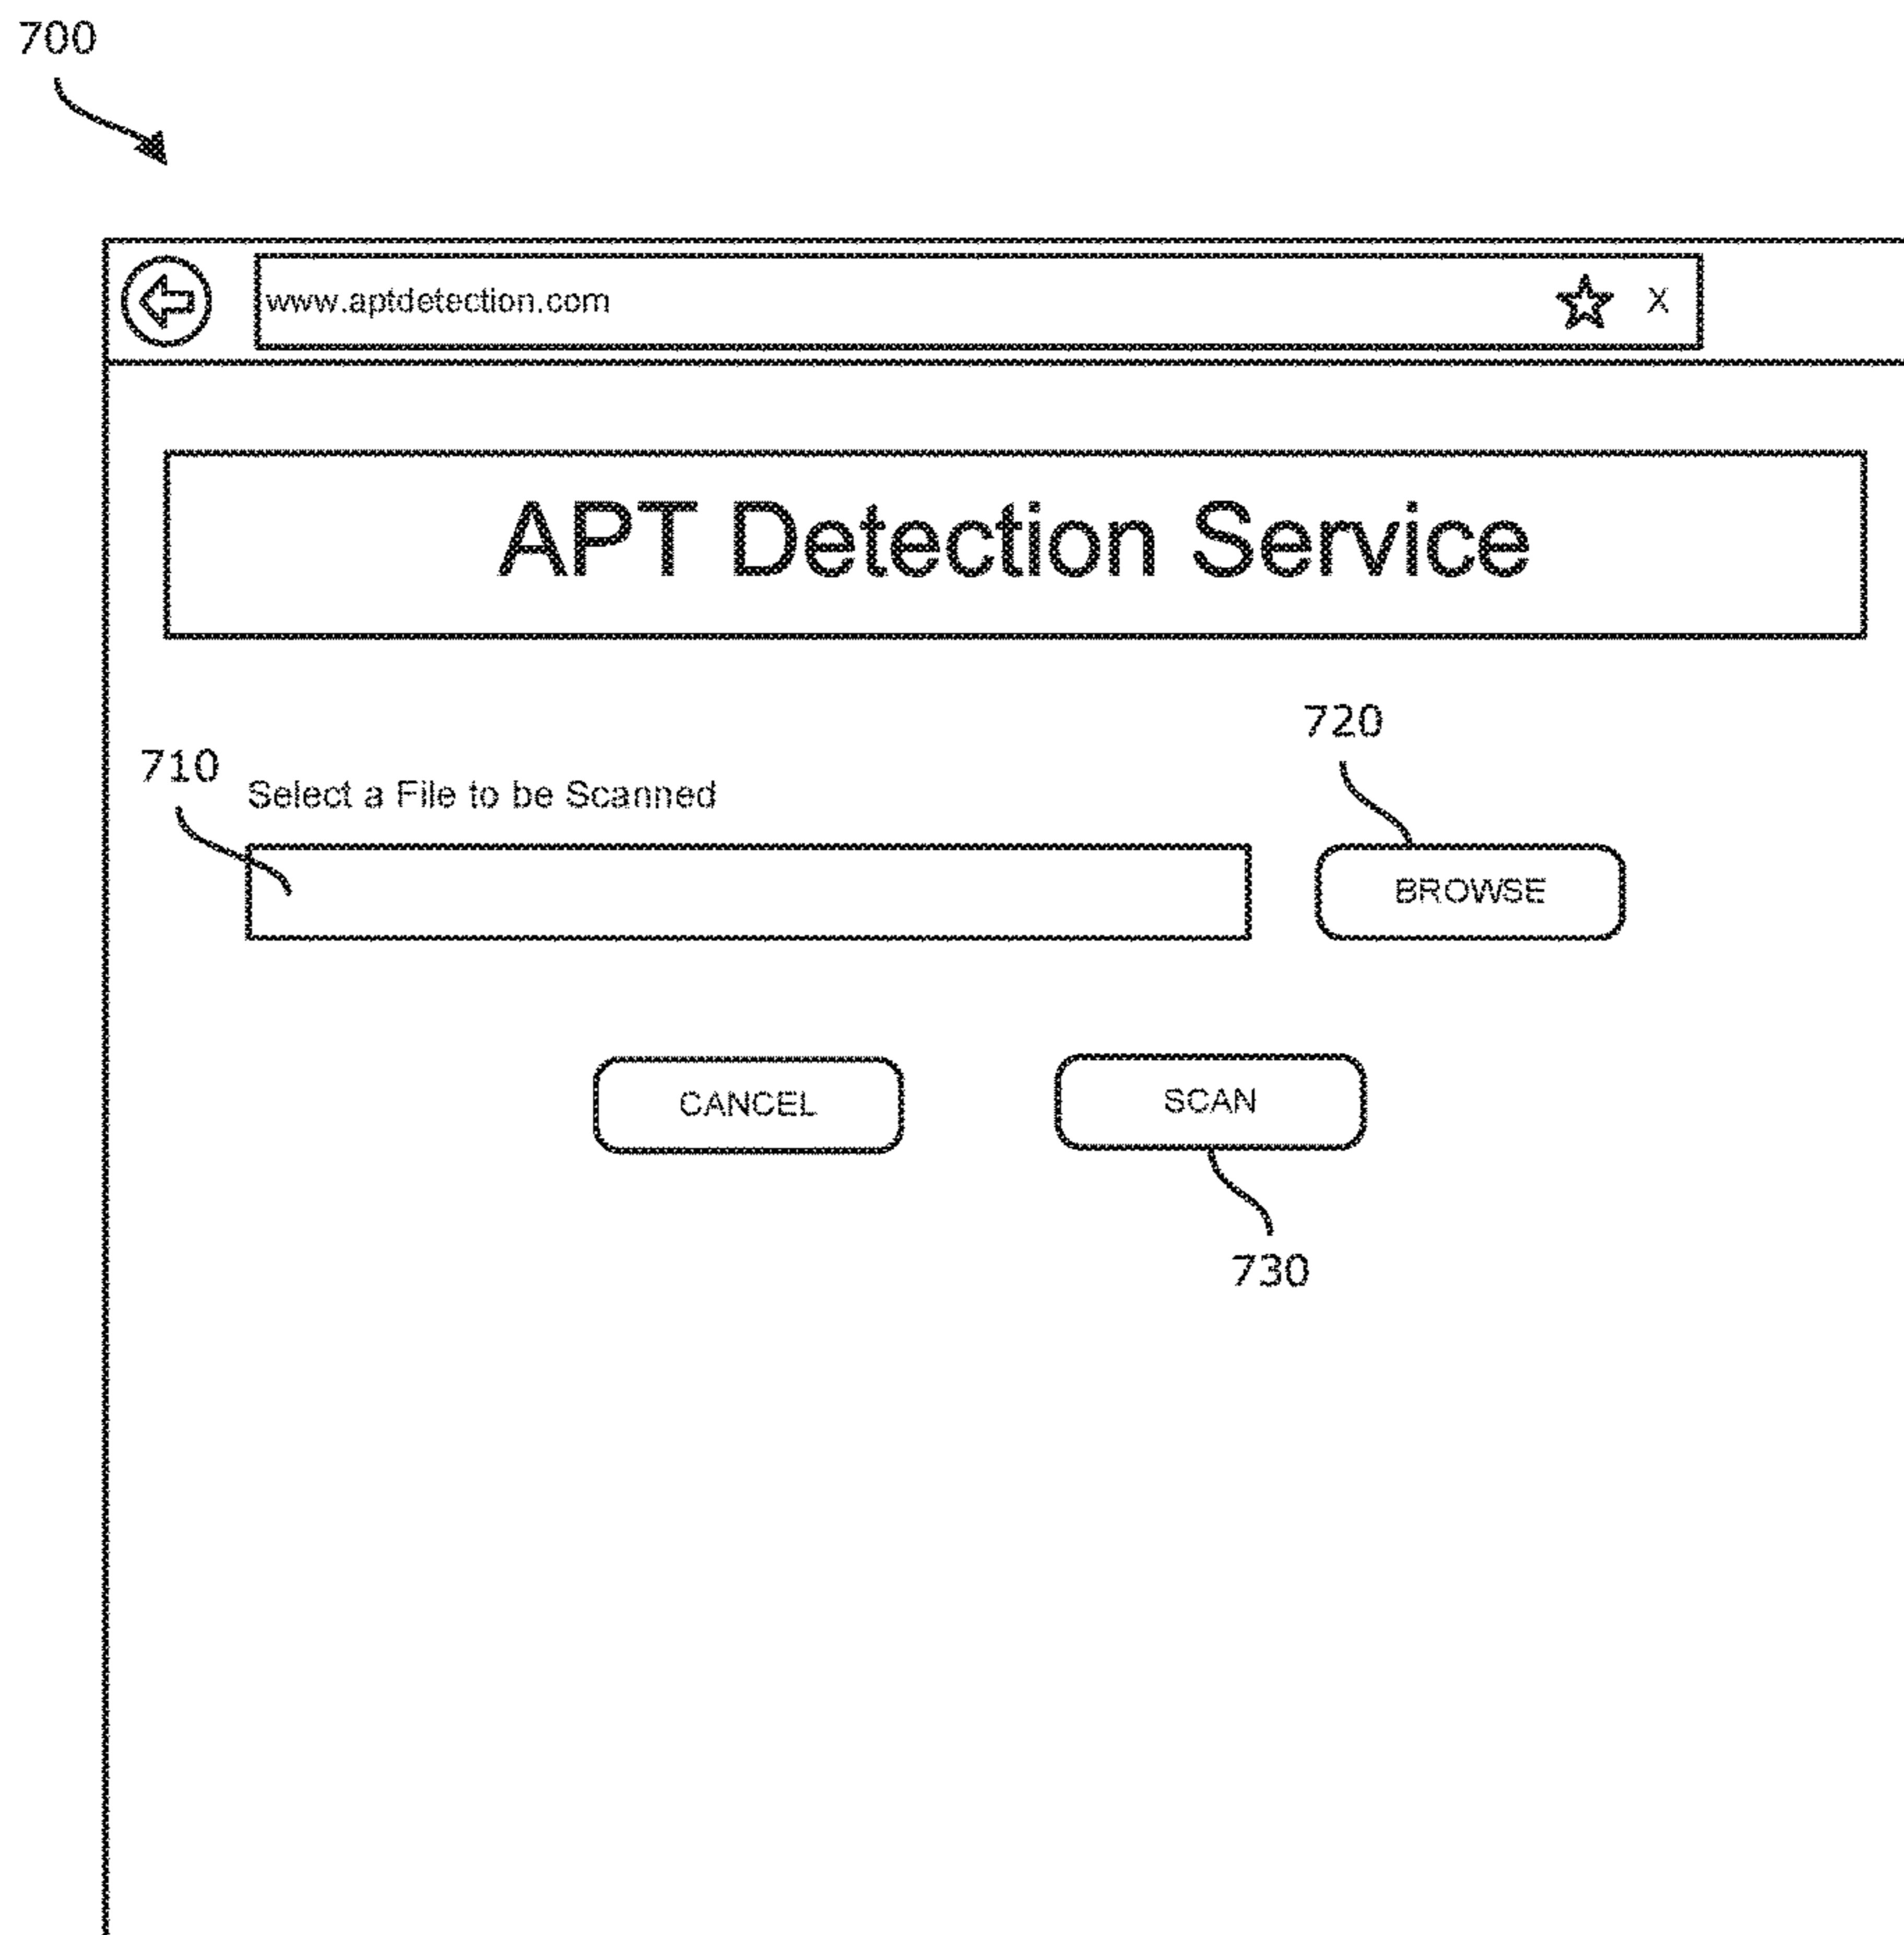 700
www.aptdetection.com X
APT Detection Service
720
710
Select a File to be Scanned
BROWSE
CANCEL SCAN
730